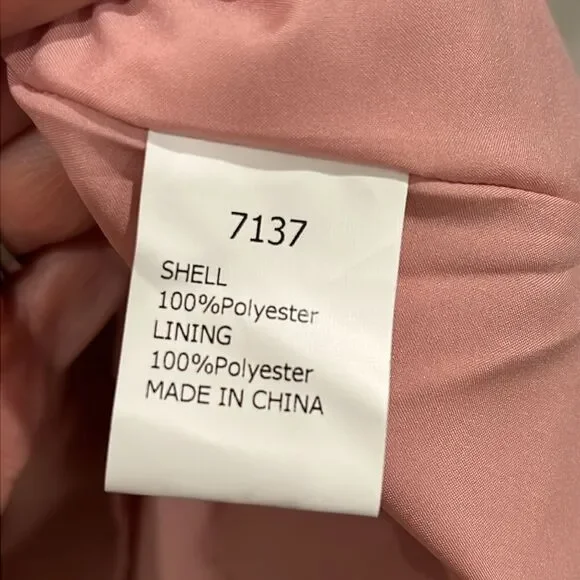 7137
SHELL
100%Polyester
LINING
100%Polyester
MADE IN CHINA